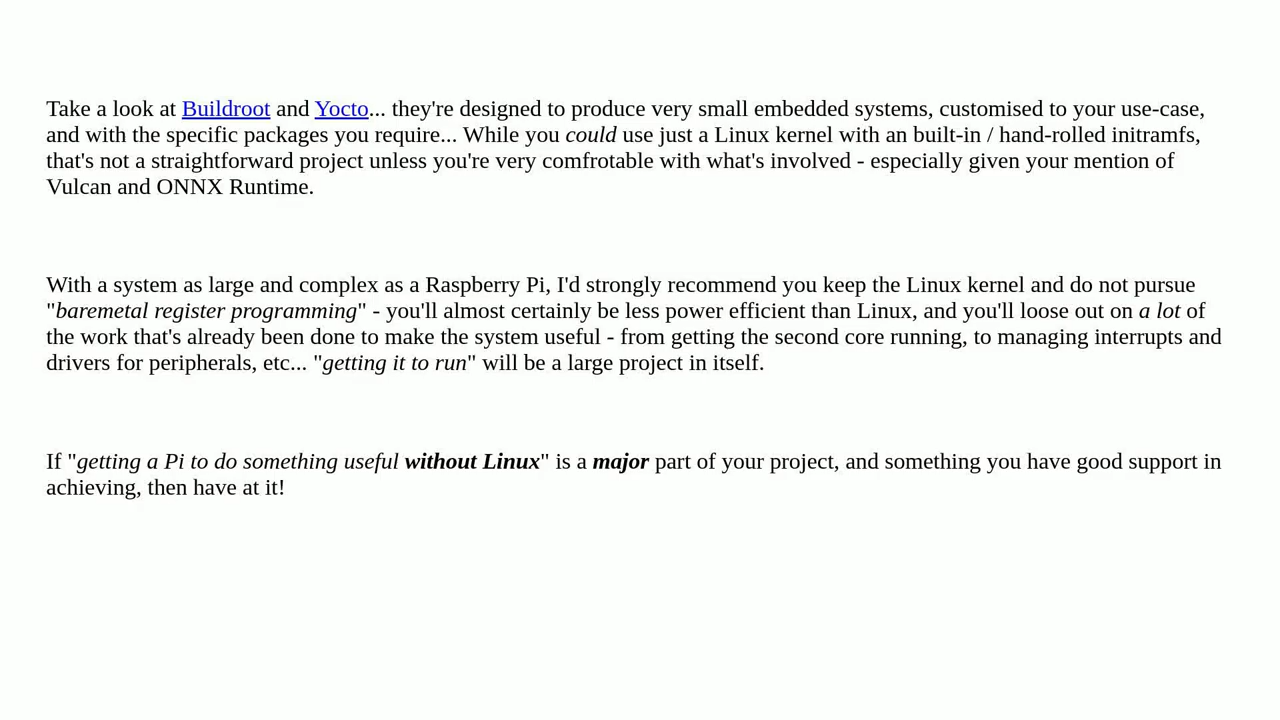 Take a look at Buildroot and Yocto... they're designed to produce very small embedded systems, customised to your use-case,
and with the specific packages you require... While you could use just a Linux kernel with an built-in / hand-rolled initramfs,
that's not a straightforward project unless you're very comfrotable with what's involved - especially given your mention of
Vulcan and ONNX Runtime.
With a system as large and complex as a Raspberry Pi, I'd strongly recommend you keep the Linux kernel and do not pursue
"baremetal register programming" - you'll almost certainly be less power efficient than Linux, and you'll loose out on a lot of
the work that's already been done to make the system useful - from getting the second core running, to managing interrupts and
drivers for peripherals, etc... "getting it to run" will be a large project in itself.
If "getting a Pi to do something useful without Linux" is a major part of your project, and something you have good support in
achieving, then have at it!